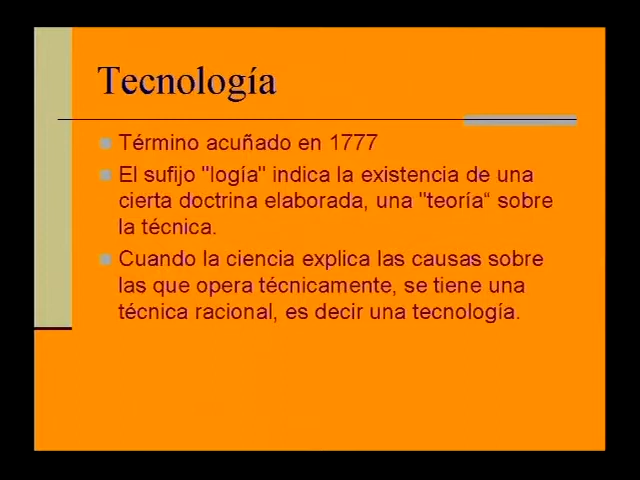 Tecnología
Término acuñado en 1777
El sufijo "logía" indica la existencia de una
cierta doctrina elaborada, una "teoría“ sobre
la técnica.
Cuando la ciencia explica las causas sobre
las que opera técnicamente, se tiene una
técnica racional, es decir una tecnología.